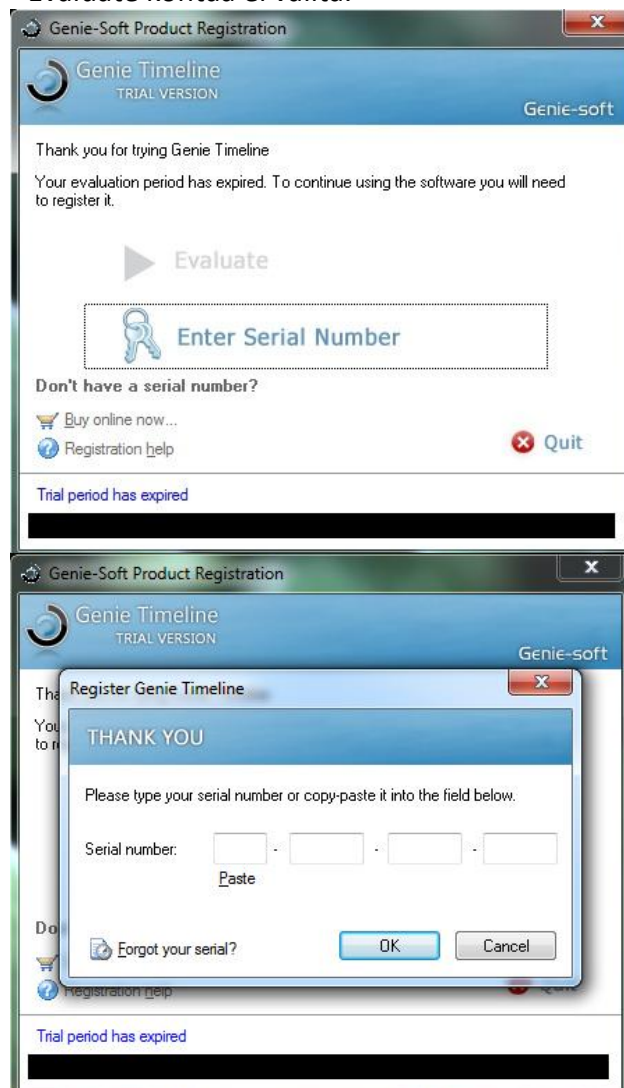 Genie-Soft Product Registration
Genie Timeline
TRIAL VERSION
Genie-soft
Thank you for trying Genie Timeline
Your evaluation period has expired. To continue using the software you will need
to register it.
Evaluate
Enter Serial Number
Don't have a serial number?
Buy online now...
Registration help
Quit
Trial period has expired
Genie-Soft Product Registration
Genie Timeline
TRIAL VERSION
Genie-soft
Register Genie Timeline
THANK YOU
Please type your serial number or copy-paste it into the field below.
Serial number: - - -
Paste
Forgot your serial?
OK
Cancel
Registration help
Trial period has expired